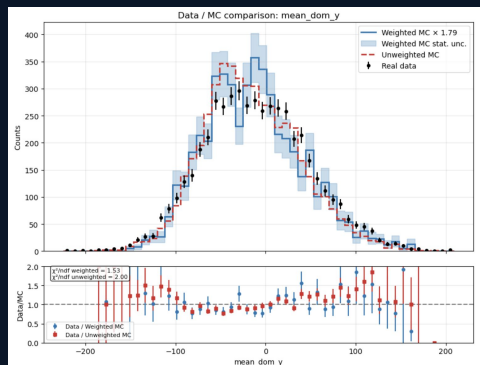 Data / MC comparison: mean_dom_y
Weighted MC × 1.79
Weighted MC stat. unc.
Unweighted MC
Real data
Counts
400
350
300
250
200
150
100
50
0
χ²/ndf weighted = 1.53
χ²/ndf unweighted = 2.00
Data / Weighted MC
Data / Unweighted MC
Data/MC
2.0
1.5
1.0
0.5
0.0
−200
−100
0
100
200
mean_dom_y